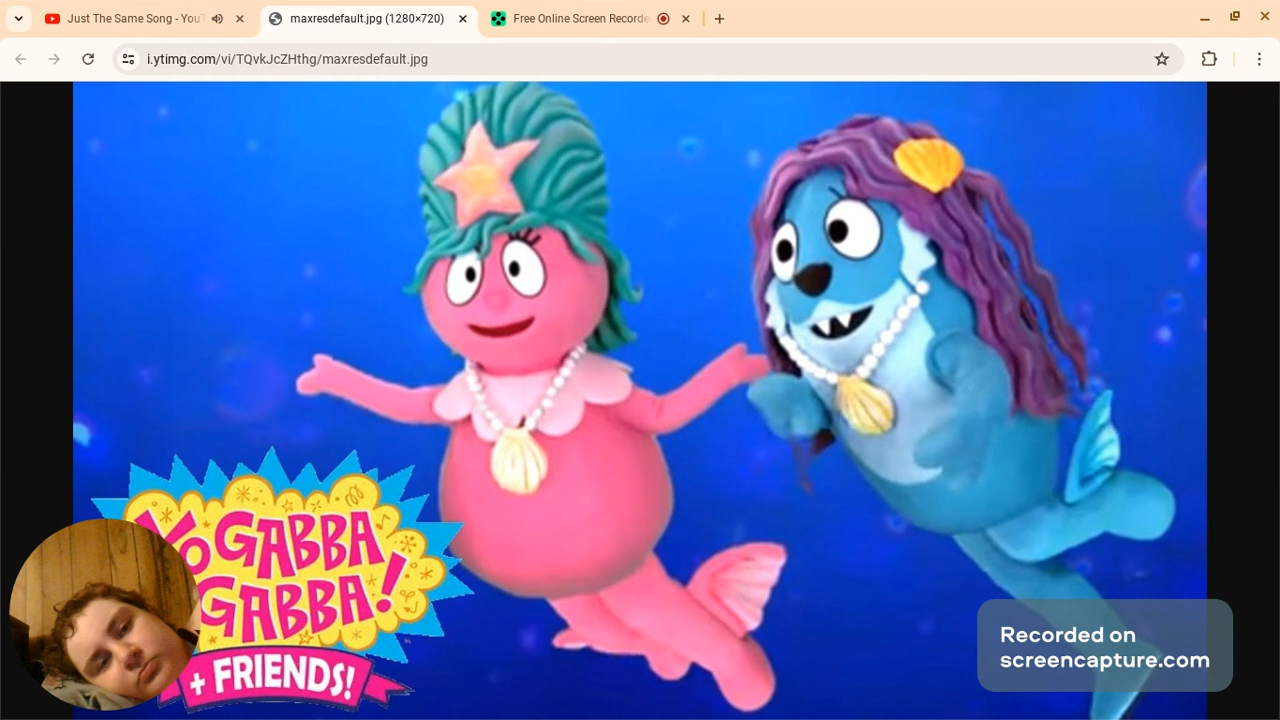 Just The Same Song - You
maxresdefault.jpg (1280×720)
Free Online Screen Recorde
i.ytimg.com/vi/TQvkJcZHthg/maxresdefault.jpg
YO GABBA
GABBA!
+ FRIENDS!
Recorded on
screencapture.com